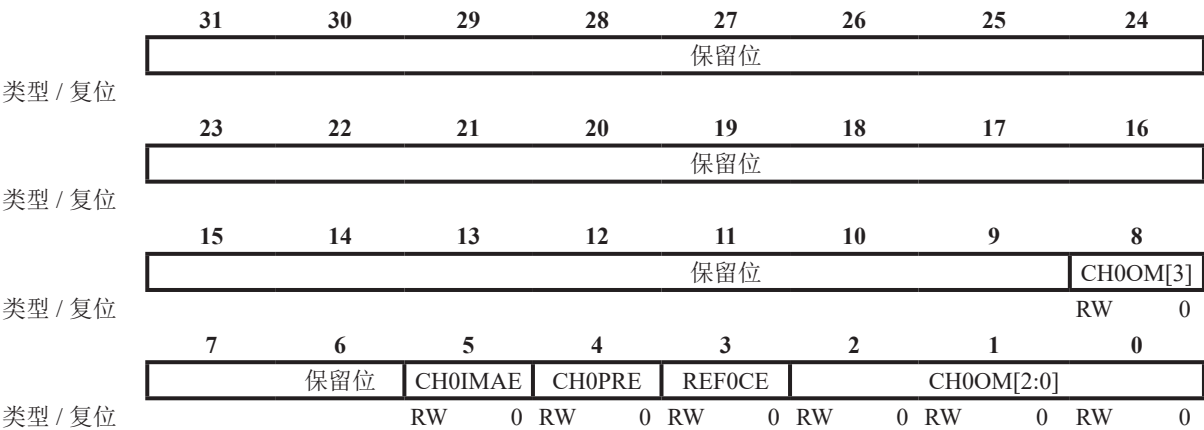 31 30 29 28 27 26 25 24
保留位
类型 / 复位
23 22 21 20 19 18 17 16
保留位
类型 / 复位
15 14 13 12 11 10 9 8
保留位 CH0OM[3]
类型 / 复位 RW 0
7 6 5 4 3 2 1 0
保留位 CH0IMAE CH0PRE REF0CE CH0OM[2:0]
类型 / 复位 RW 0 RW 0 RW 0 RW 0 RW 0 RW 0